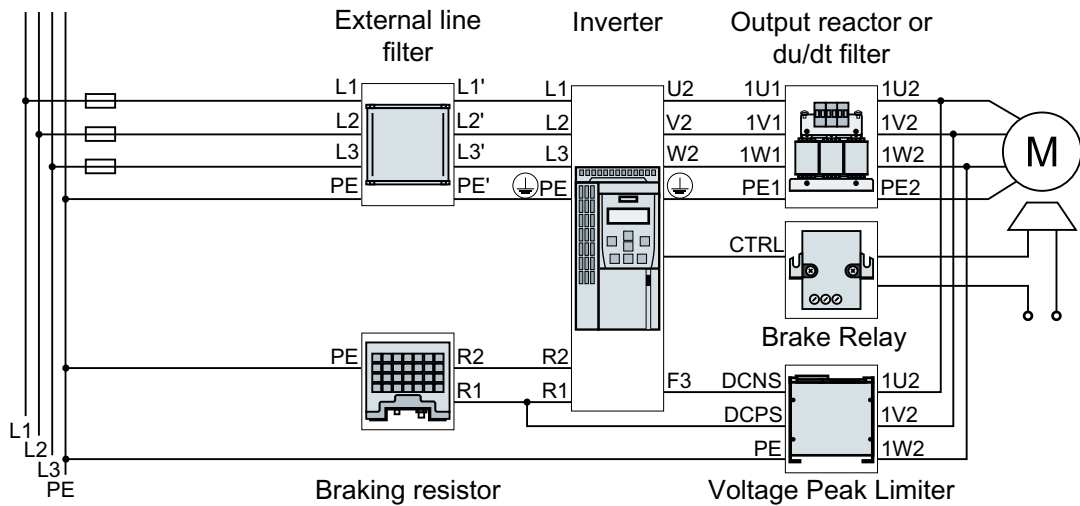 External line
filter
Inverter
Output reactor or
du/dt filter
L1 L1' L1 U2 1U1 1U2
L2 L2' L2 V2 1V1 1V2
L3 L3' L3 W2 1W1 1W2
PE PE' PE PE1 PE2
M
CTRL
Brake Relay
PE R2 R2
R1 R1
F3 DCNS 1U2
DCPS 1V2
PE 1W2
L1
L2
L3
PE
Braking resistor
Voltage Peak Limiter